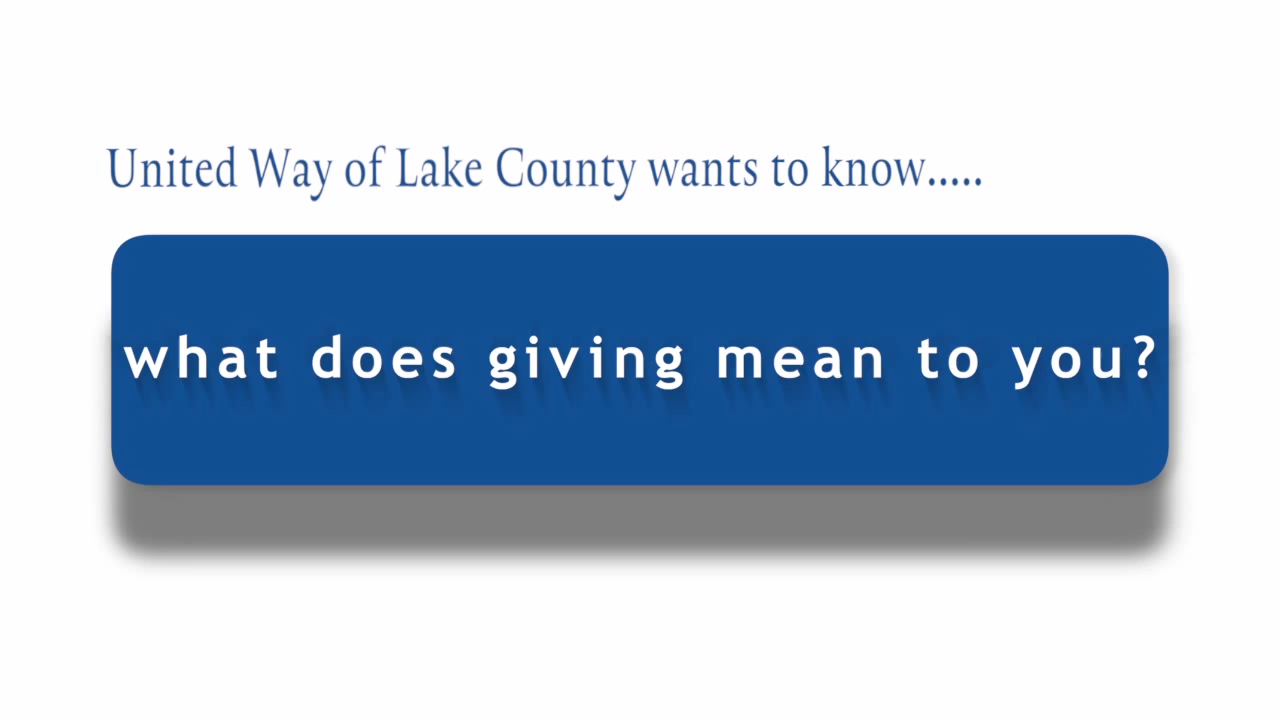 United Way of Lake County wants to know.....
what does giving mean to you?